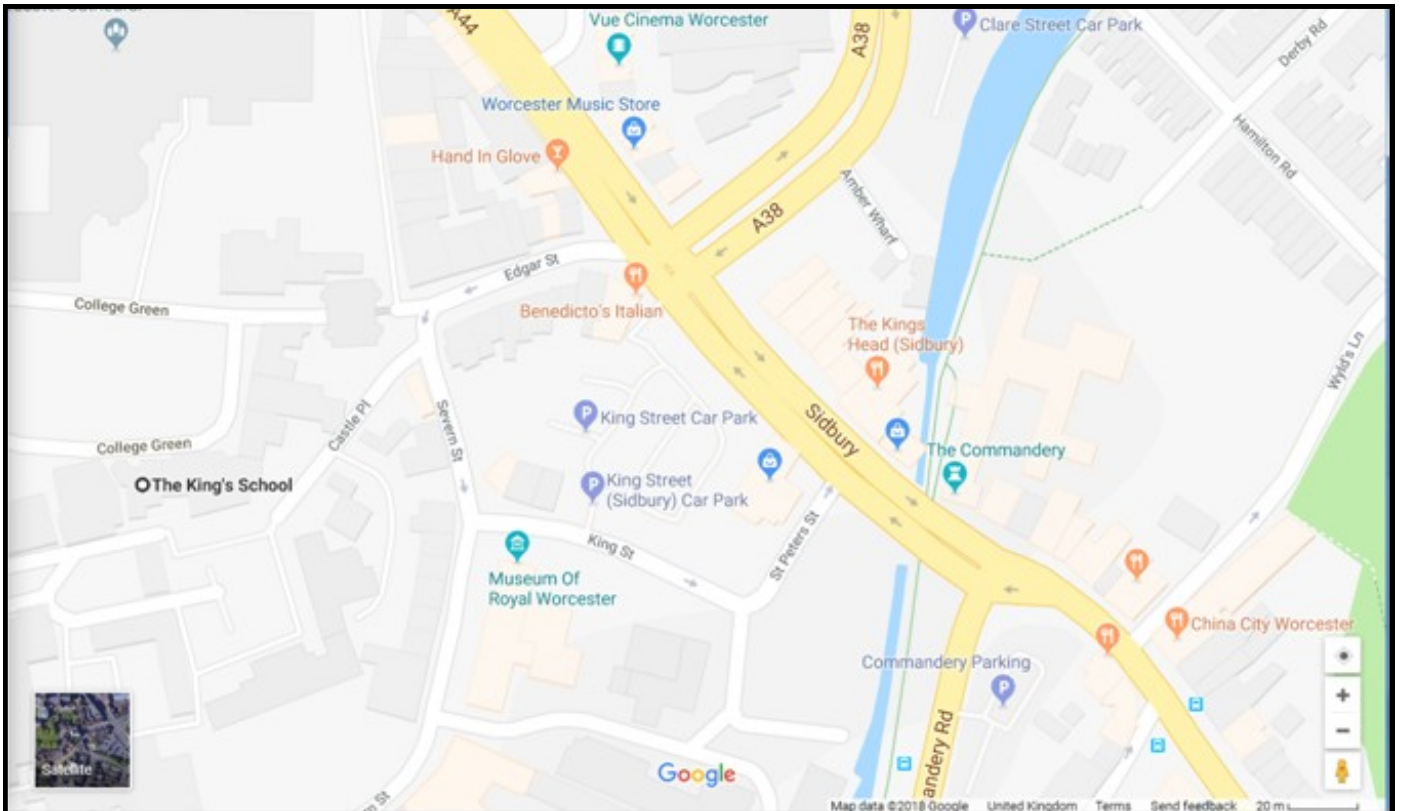 Vue Cinema Worcester
Clare Street Car Park
A44
A38
Derby Rd
Worcester Music Store
Hand In Glove
Hamilton Rd
Amber Wharf
A38
Edgar St
College Green
Benedicto's Italian
The Kings
Head (Sidbury)
Wyld's Ln
King Street Car Park
Sidbury
Castle Pl
Severn St
College Green
The Commandery
The King's School
King Street
(Sidbury) Car Park
St Peters St
King St
Museum Of
Royal Worcester
China City Worcester
Commandery Parking
andery Rd
Satellite
Google
Map data ©2018 Google United Kingdom Terms Send feedback 20 m